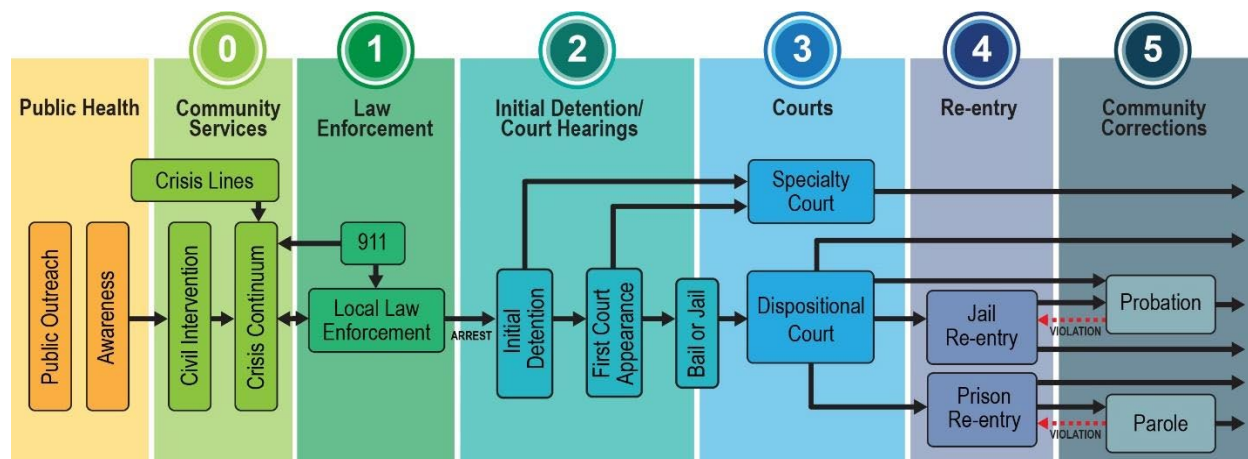 0
1
2
3
4
5
Public Health
Community
Services
Law
Enforcement
Initial Detention/
Court Hearings
Courts
Re-entry
Community
Corrections
Public Outreach
Awareness
Crisis Lines
Civil Intervention
Crisis Continuum
911
Local Law
Enforcement
ARREST
Initial
Detention
First Court
Appearance
Bail or Jail
Specialty
Court
Dispositional
Court
Jail
Re-entry
Prison
Re-entry
Probation
VIOLATION
Parole
VIOLATION